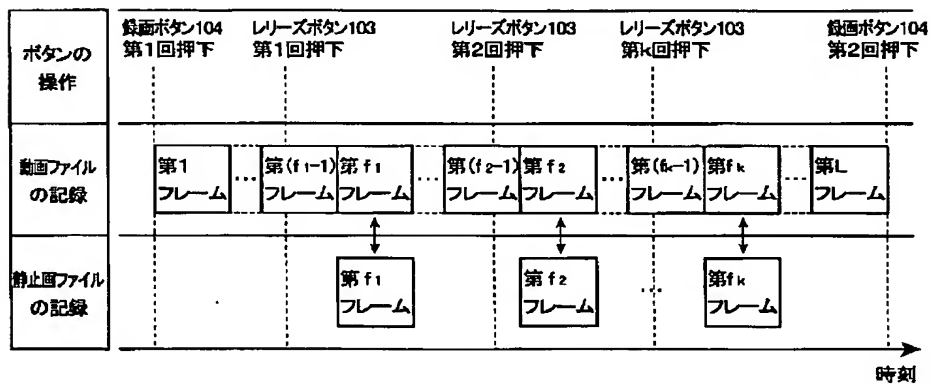 ボタンの
操作
録画ボタン104
第1回押下
レリーズボタン103
第1回押下
レリーズボタン103
第2回押下
レリーズボタン103
第k回押下
録画ボタン104
第2回押下
動画ファイル
の記録
第1
フレーム
…
第(f1-1)
フレーム
第f1
フレーム
…
第(f2-1)
フレーム
第f2
フレーム
…
第(fk-1)
フレーム
第fk
フレーム
…
第L
フレーム
静止画ファイル
の記録
第f1
フレーム
第f2
フレーム
…
第fk
フレーム
時刻